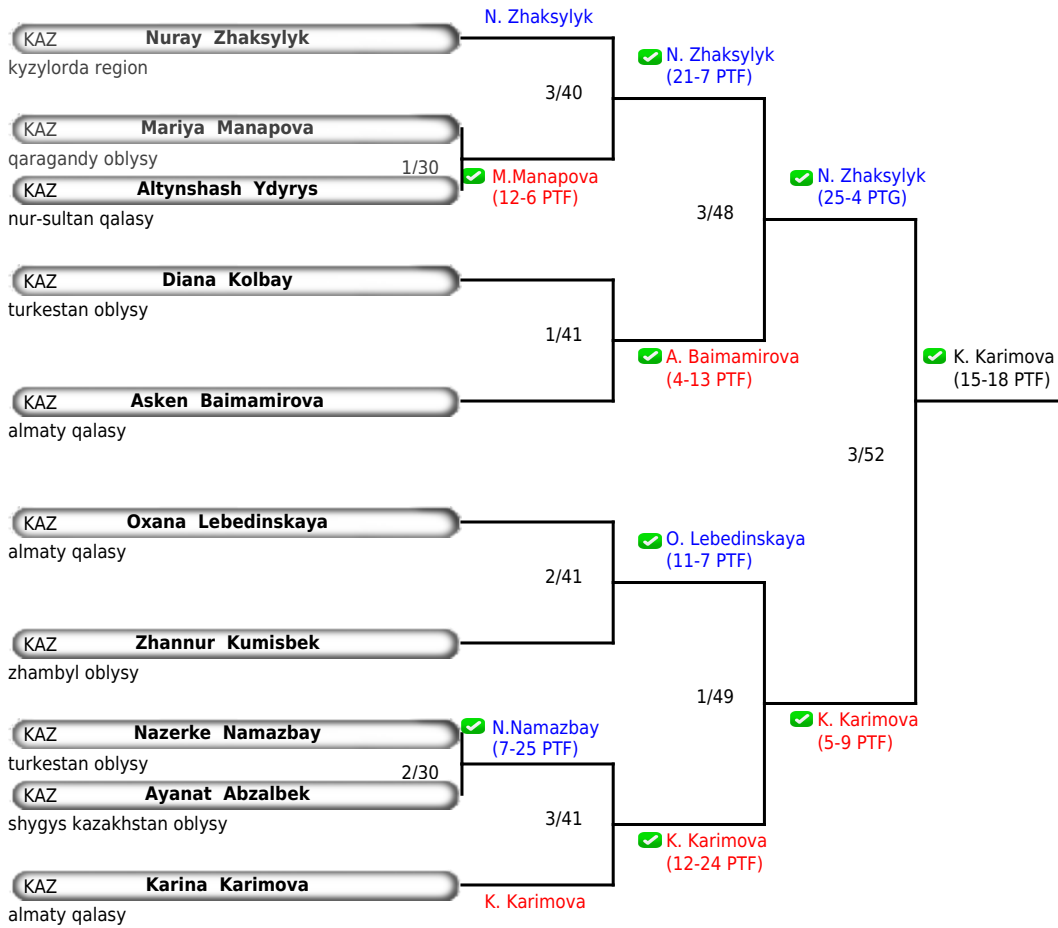 N. Zhaksylyk
KAZ Nuray Zhaksylyk
kyzylorda region
N. Zhaksylyk
(21-7 PTF)
3/40
KAZ Mariya Manapova
qaragandy oblysy
1/30
M.Manapova
(12-6 PTF)
KAZ Altynshash Ydyrys
nur-sultan qalasy
N. Zhaksylyk
(25-4 PTG)
3/48
KAZ Diana Kolbay
turkestan oblysy
1/41
A. Baimamirova
(4-13 PTF)
K. Karimova
(15-18 PTF)
KAZ Asken Baimamirova
almaty qalasy
3/52
KAZ Oxana Lebedinskaya
almaty qalasy
O. Lebedinskaya
(11-7 PTF)
2/41
KAZ Zhannur Kumisbek
zhambyl oblysy
1/49
K. Karimova
(5-9 PTF)
KAZ Nazerke Namazbay
turkestan oblysy
N.Namazbay
(7-25 PTF)
2/30
KAZ Ayanat Abzalbek
shygys kazakhstan oblysy
3/41
K. Karimova
(12-24 PTF)
KAZ Karina Karimova
almaty qalasy
K. Karimova